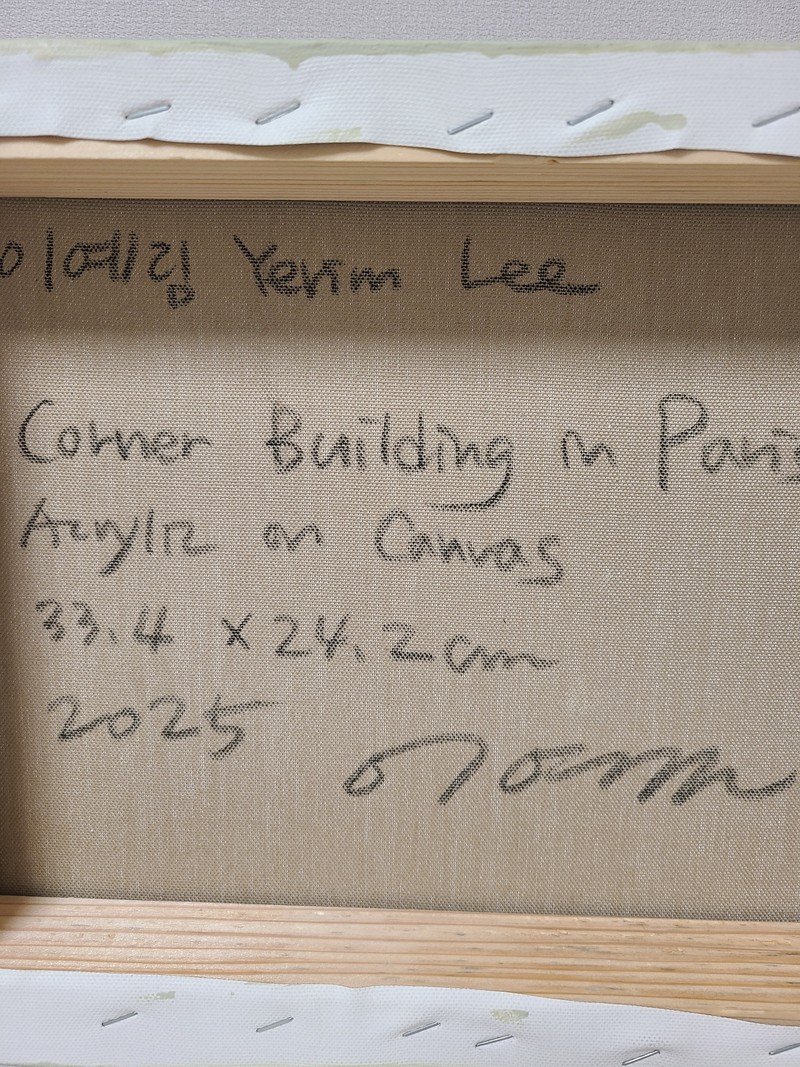 이예림 Yerim Lee
Corner Building in Paris
Acrylic on Canvas
33.4 x 24.2cm
2025